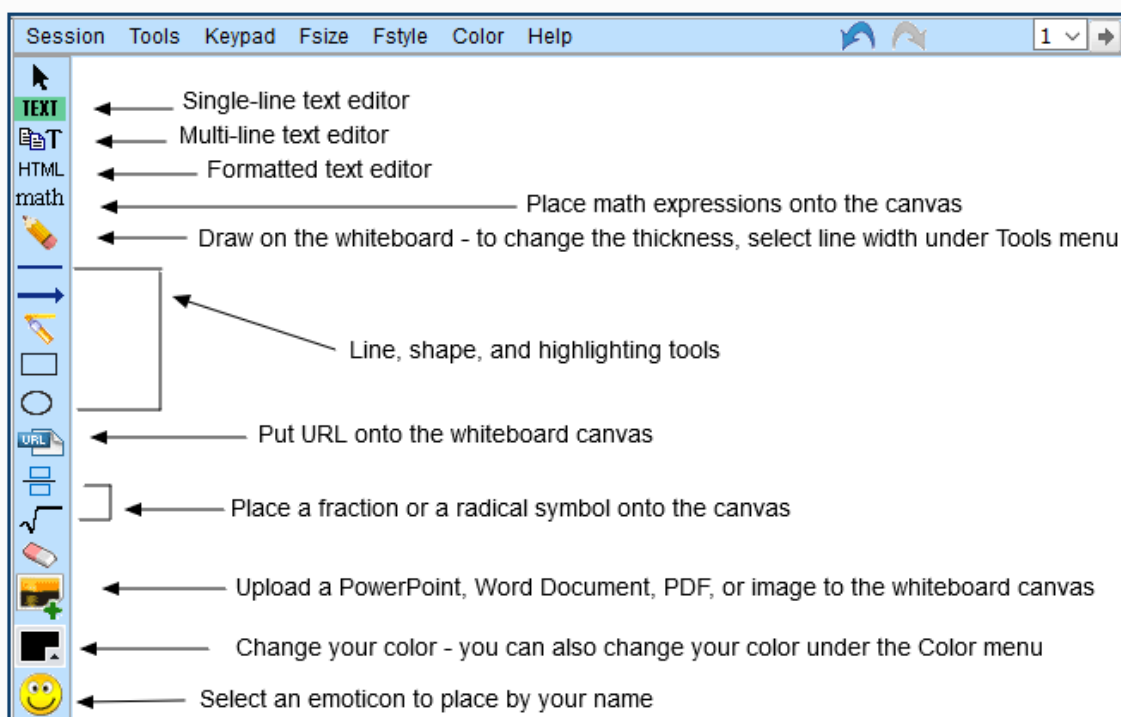 Session Tools Keypad Fsize Fstyle Color Help 1
TEXT Single-line text editor
T Multi-line text editor
HTML Formatted text editor
math Place math expressions onto the canvas
Draw on the whiteboard - to change the thickness, select line width under Tools menu
Line, shape, and highlighting tools
URL Put URL onto the whiteboard canvas
Place a fraction or a radical symbol onto the canvas
Upload a PowerPoint, Word Document, PDF, or image to the whiteboard canvas
Change your color - you can also change your color under the Color menu
Select an emoticon to place by your name